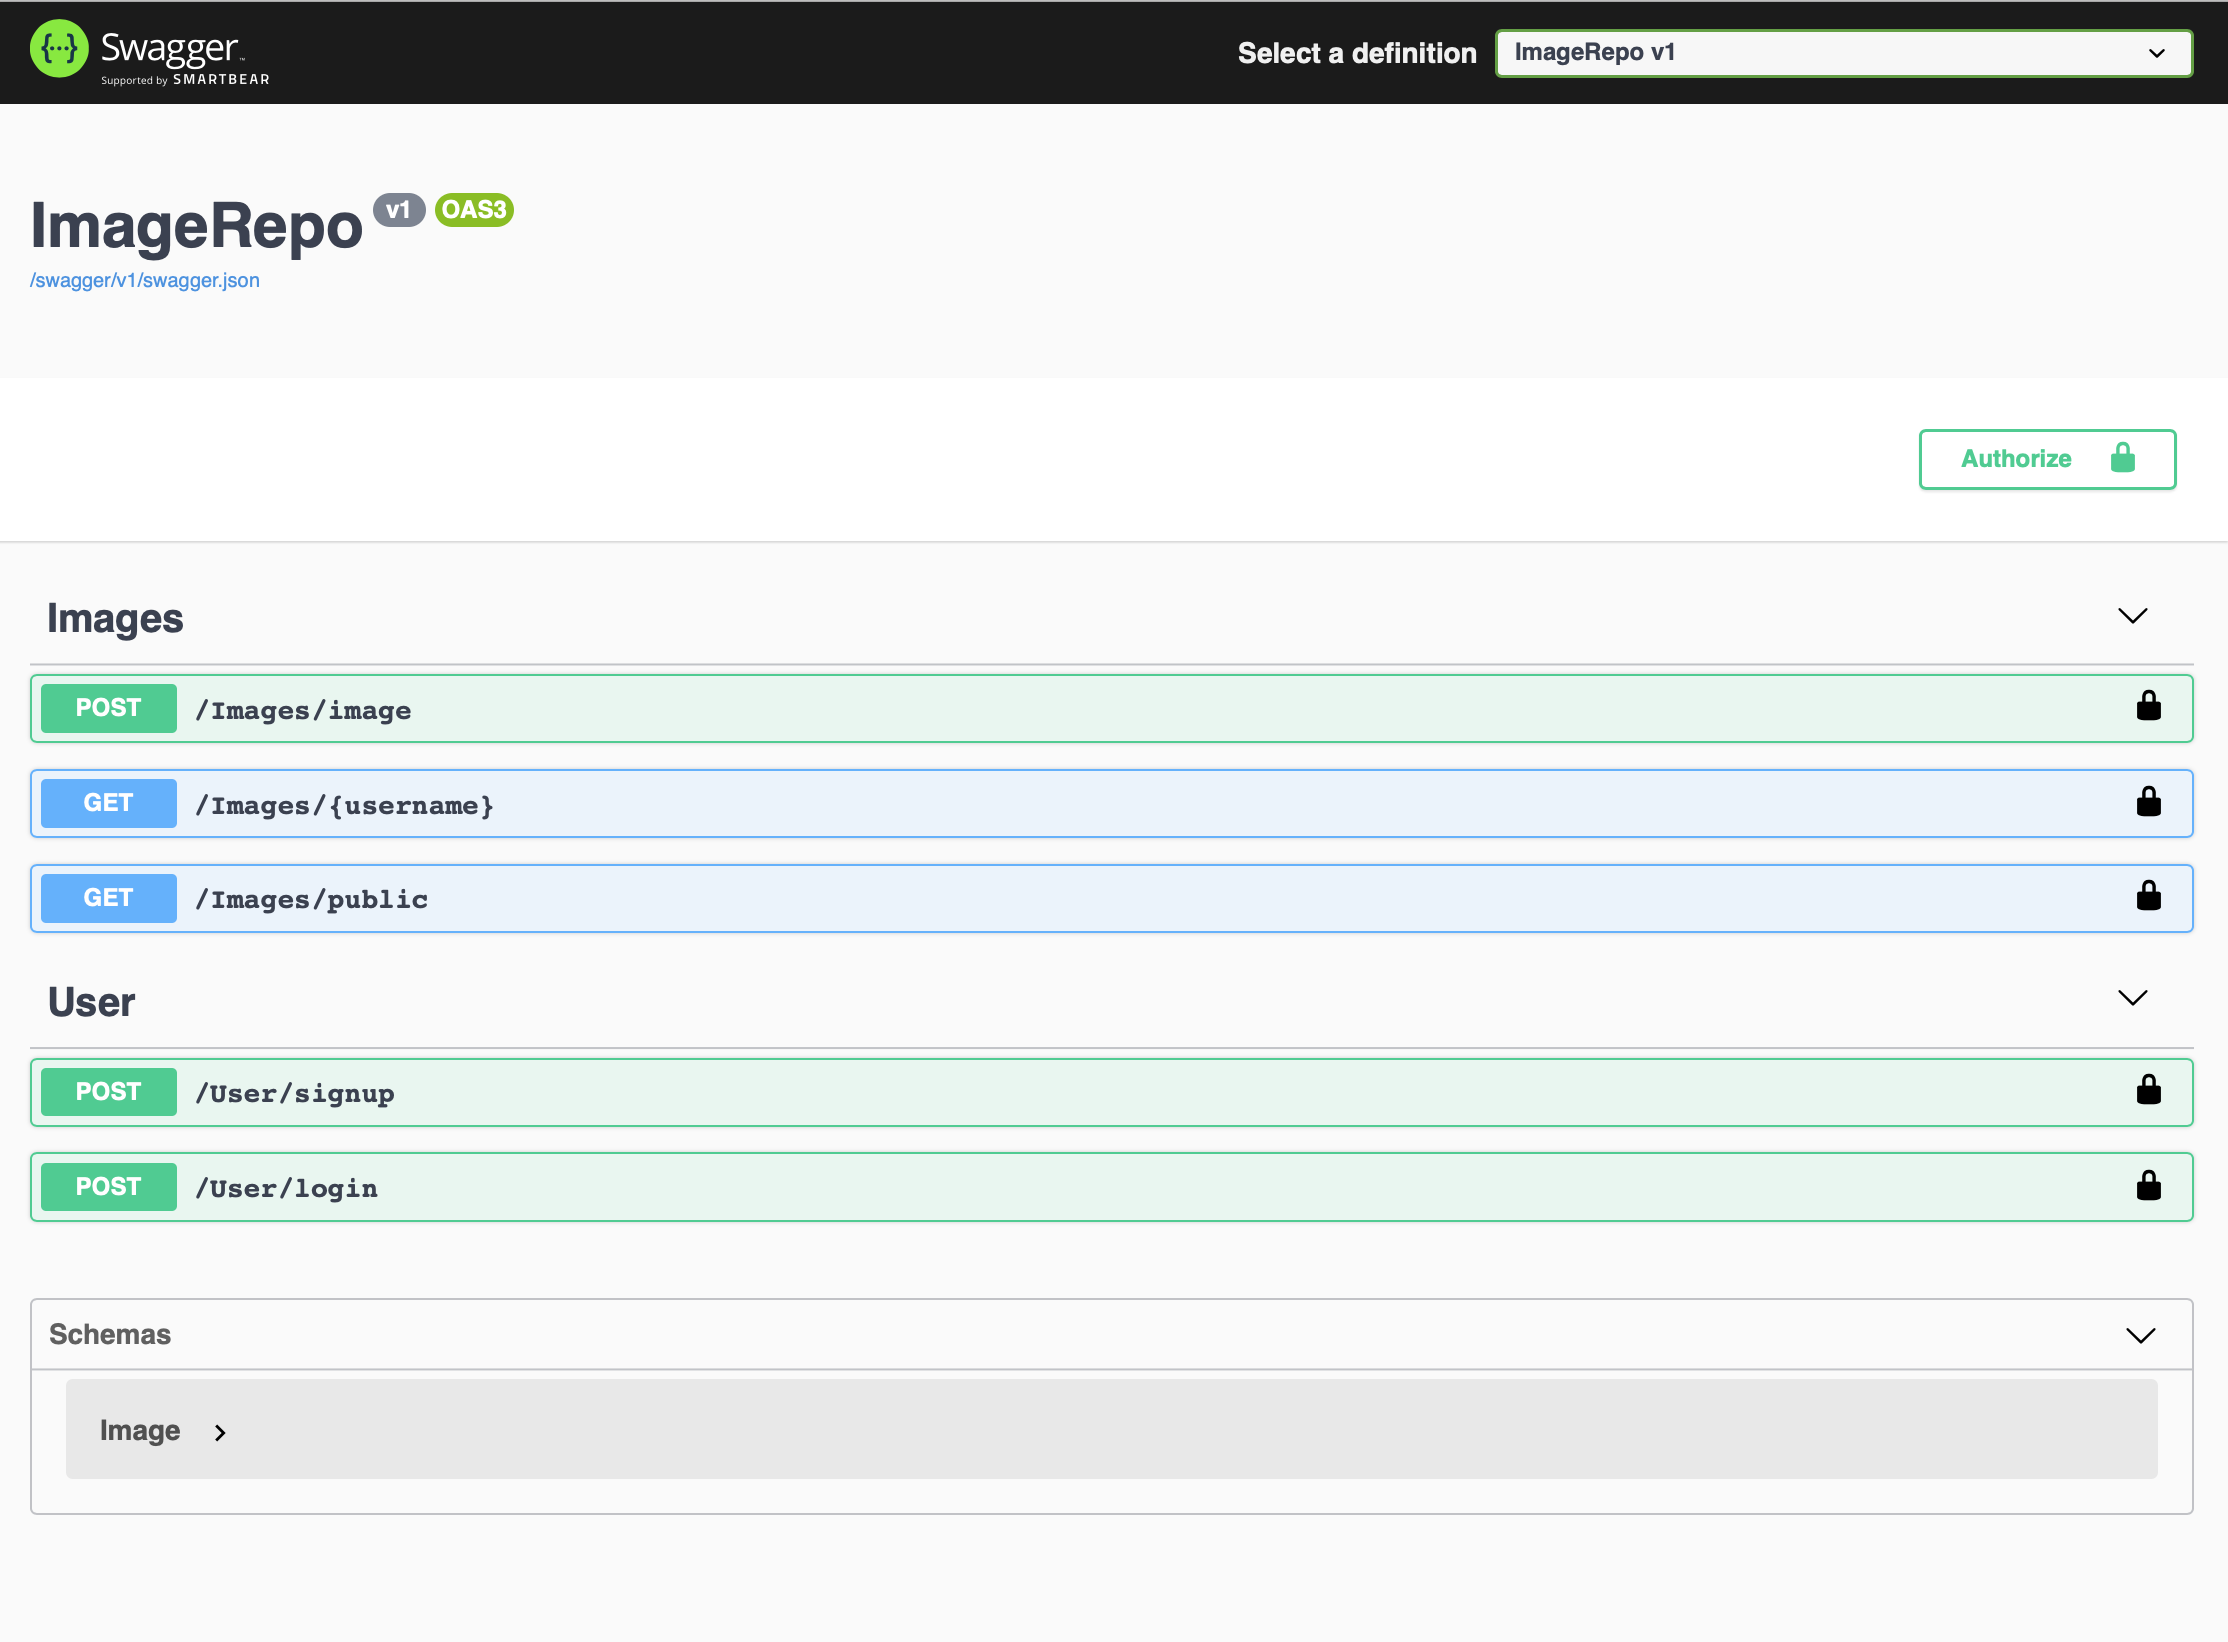 {···} Swagger™
Supported by SMARTBEAR
Select a definition
ImageRepo v1
ImageRepo v1 OAS3
/swagger/v1/swagger.json
Authorize
Images
POST /Images/image
GET /Images/{username}
GET /Images/public
User
POST /User/signup
POST /User/login
Schemas
Image